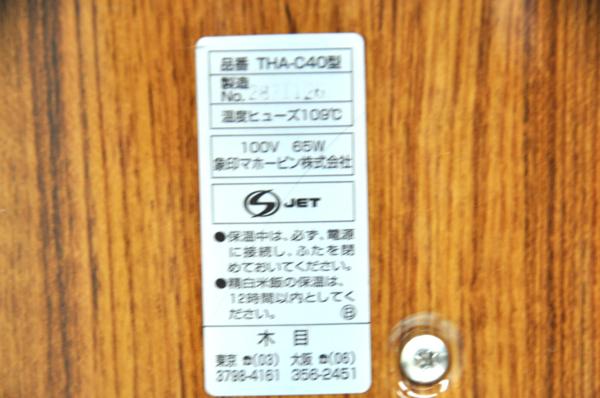 品番 THA-C40型
製造
No.
温度ヒューズ109℃
100V 65W
象印マホービン株式会社
S JET
●保温中は、必ず、電源
に接続し、ふたを閉
めておいてください。
●精白米飯の保温は、
12時間以内としてく
ださい。 Ⓑ
木目
東京 ☎(03) 大阪 ☎(06)
3798-4161 356-2451